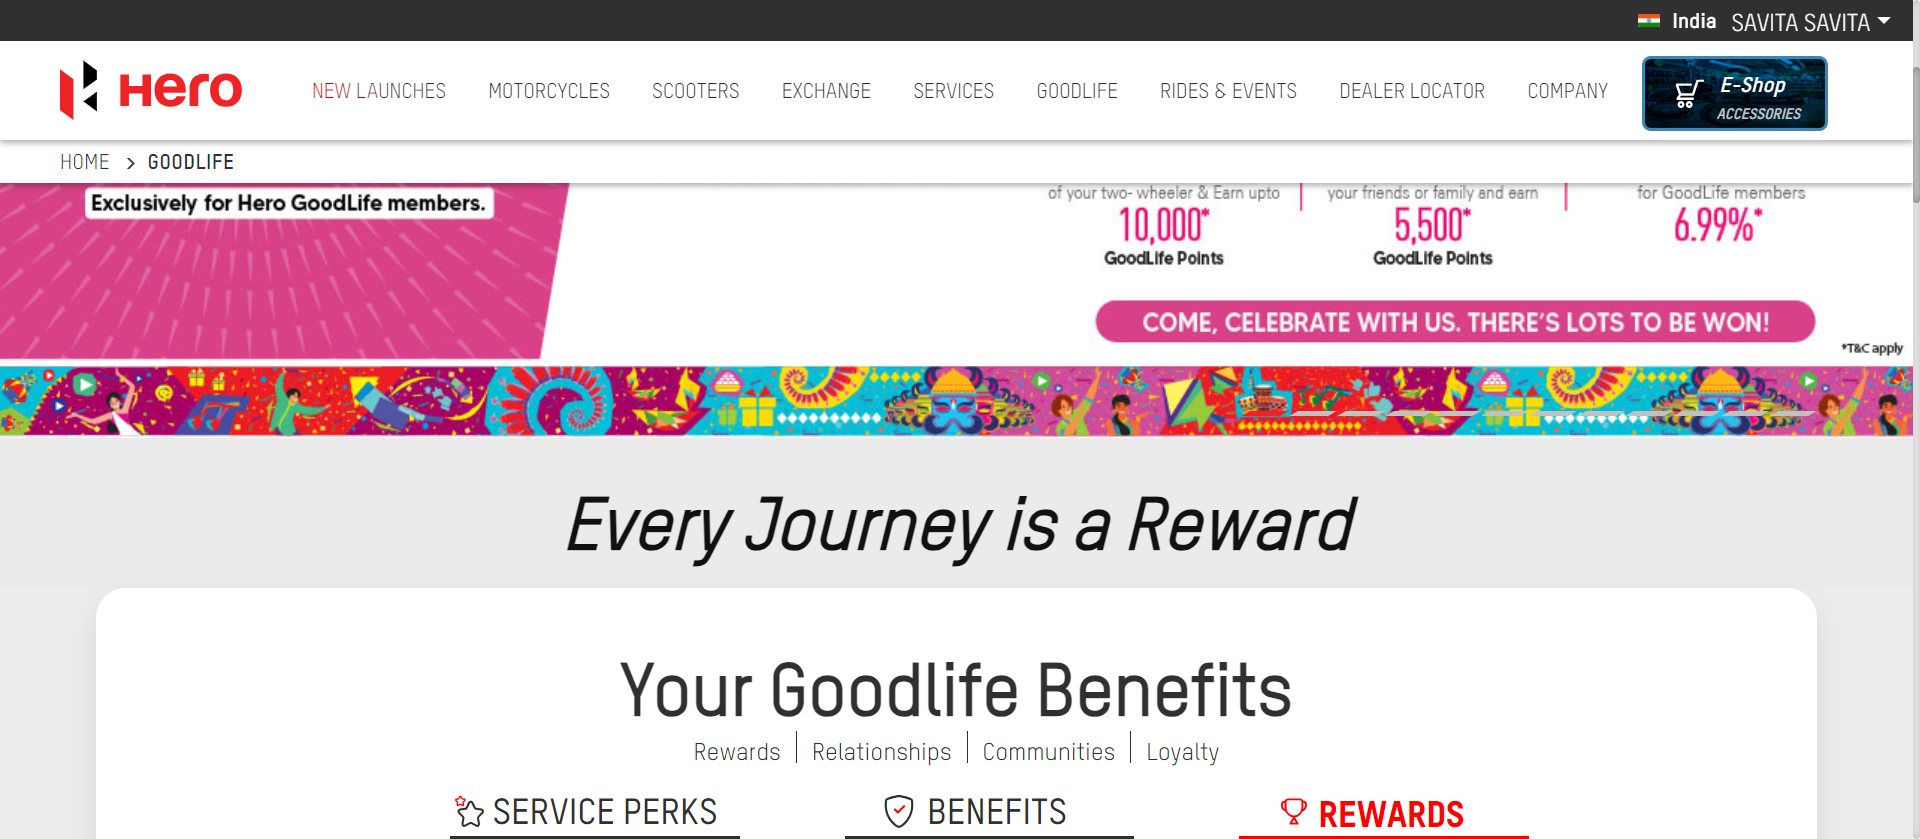 India SAVITA SAVITA
Hero
NEW LAUNCHES MOTORCYCLES SCOOTERS EXCHANGE SERVICES GOODLIFE RIDES & EVENTS DEALER LOCATOR COMPANY
E-Shop
ACCESSORIES
HOME > GOODLIFE
Exclusively for Hero GoodLife members.
of your two- wheeler & Earn upto
10,000*
GoodLife Points
your friends or family and earn
5,500*
GoodLife Points
for GoodLife members
6.99%*
COME, CELEBRATE WITH US. THERE'S LOTS TO BE WON!
*T&C apply
Every Journey is a Reward
Your Goodlife Benefits
Rewards | Relationships | Communities | Loyalty
SERVICE PERKS BENEFITS REWARDS